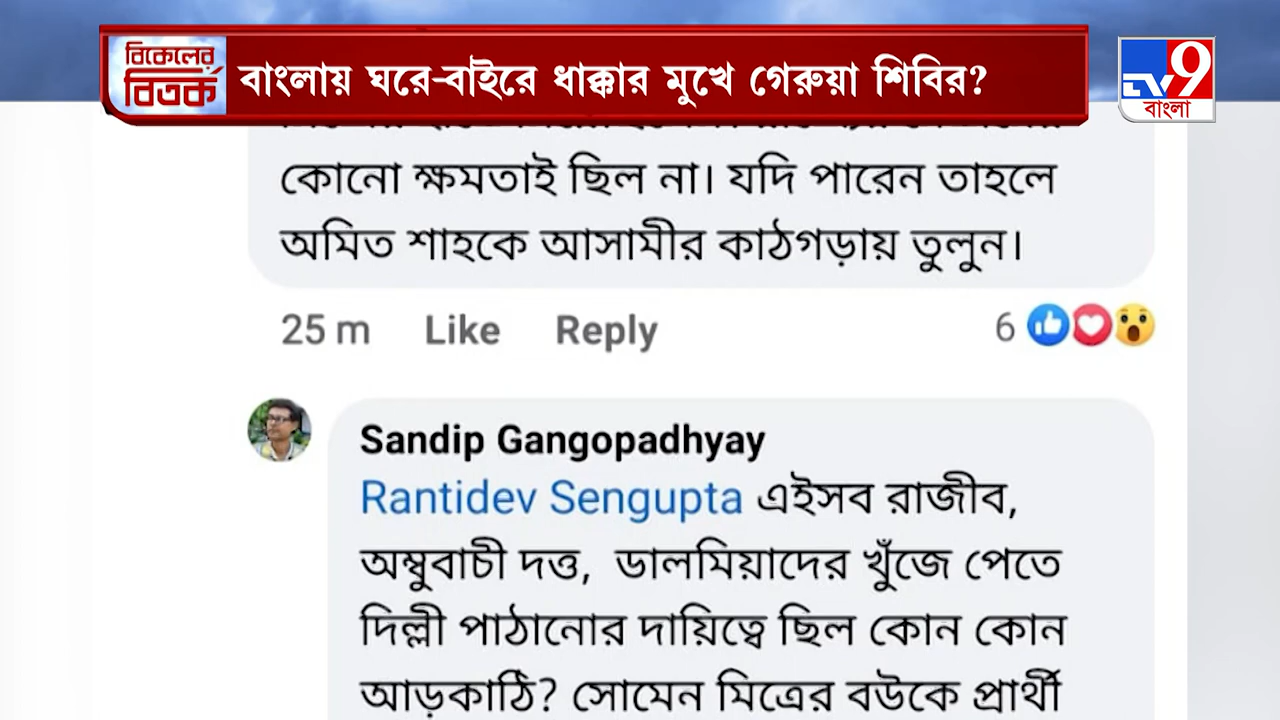 বিকেলের
বিতর্ক
বাংলায় ঘরে-বাইরে ধাক্কার মুখে গেরুয়া শিবির?
TV9
বাংলা
কোনো ক্ষমতাই ছিল না। যদি পারেন তাহলে
অমিত শাহকে আসামীর কাঠগড়ায় তুলুন।
25 m Like Reply 6
Sandip Gangopadhyay
Rantidev Sengupta এইসব রাজীব,
অম্বুবাচী দত্ত, ডালমিয়াদের খুঁজে পেতে
দিল্লী পাঠানোর দায়িত্বে ছিল কোন কোন
আড়কাঠি? সোমেন মিত্রের বউকে প্রার্থী